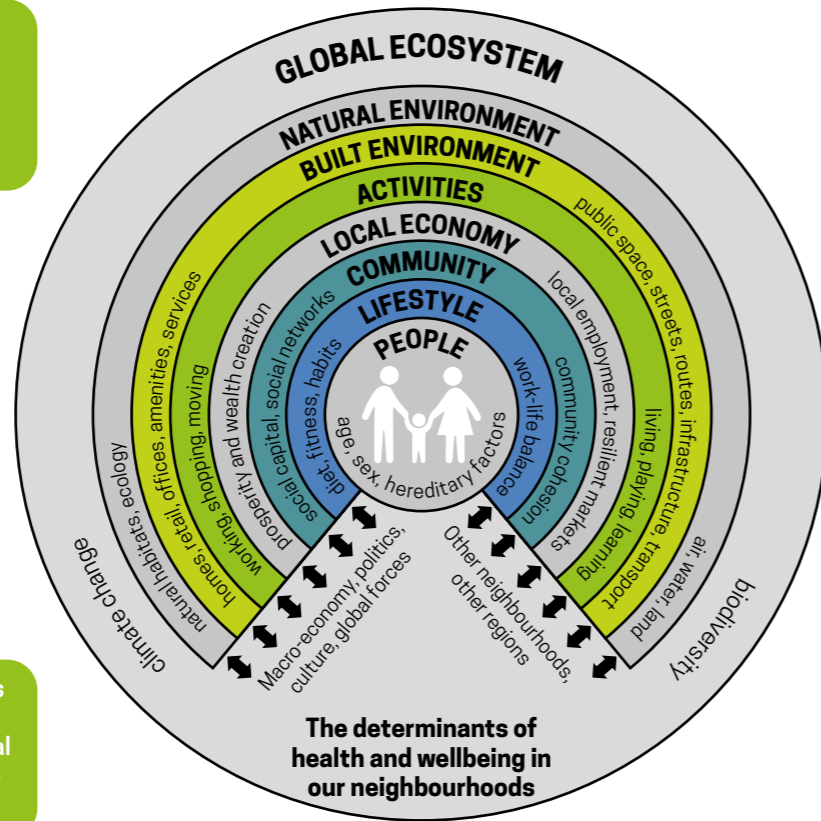 GLOBAL ECOSYSTEM
NATURAL ENVIRONMENT
BUILT ENVIRONMENT
ACTIVITIES
LOCAL ECONOMY
COMMUNITY
LIFESTYLE
PEOPLE
age, sex, hereditary factors
diet, fitness, habits
work-life balance
social capital, social networks
community cohesion
prosperity and wealth creation
local employment, resilient markets
working, shopping, moving
living, playing, learning
homes, retail, offices, amenities, services
public space, streets, routes, infrastructure, transport
natural habitats, ecology
air, water, land
climate change
biodiversity
Macro-economy, politics,
culture, global forces
Other neighbourhoods,
other regions
The determinants of
health and wellbeing in
our neighbourhoods